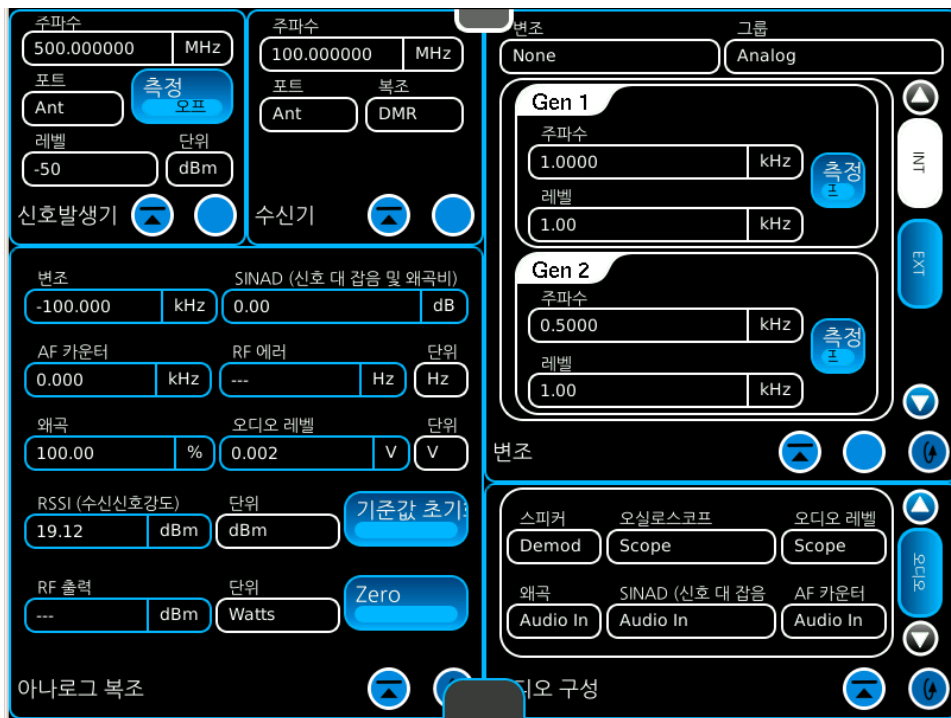 주파수
500.000000 MHz
포트
Ant
측정
오프
레벨
-50
단위
dBm
신호발생기
주파수
100.000000 MHz
포트
Ant
복조
DMR
수신기
변조
None
그룹
Analog
Gen 1
주파수
1.0000 kHz
레벨
1.00 kHz
측정
프
Gen 2
주파수
0.5000 kHz
레벨
1.00 kHz
측정
프
INT
EXT
변조
변조
-100.000 kHz
SINAD (신호 대 잡음 및 왜곡비)
0.00 dB
AF 카운터
0.000 kHz
RF 에러
--- Hz
단위
Hz
왜곡
100.00 %
오디오 레벨
0.002 V
단위
V
RSSI (수신신호강도)
19.12 dBm
단위
dBm
기준값 초기
RF 출력
--- dBm
단위
Watts
Zero
아나로그 복조
스피커
Demod
오실로스코프
Scope
오디오 레벨
Scope
왜곡
Audio In
SINAD (신호 대 잡음
Audio In
AF 카운터
Audio In
오디오
디오 구성